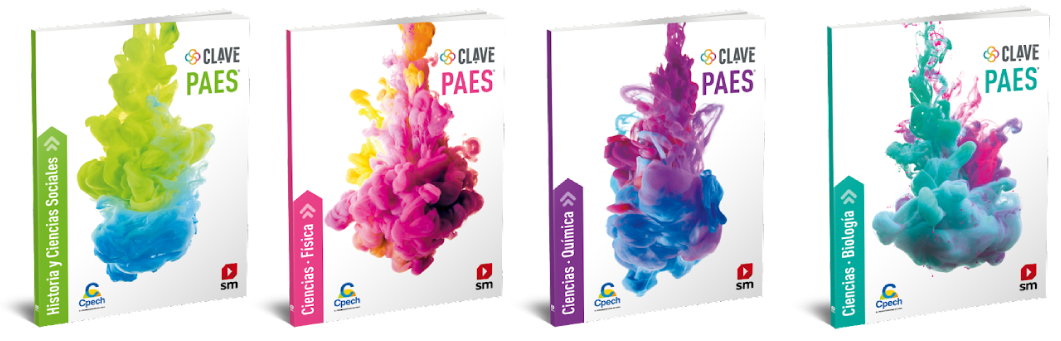 CLAVE
PAES
Historia y Ciencias Sociales
Cpech
sm
CLAVE
PAES
Ciencias · Física
Cpech
sm
CLAVE
PAES
Ciencias · Química
Cpech
sm
CLAVE
PAES
Ciencias · Biología
Cpech
sm